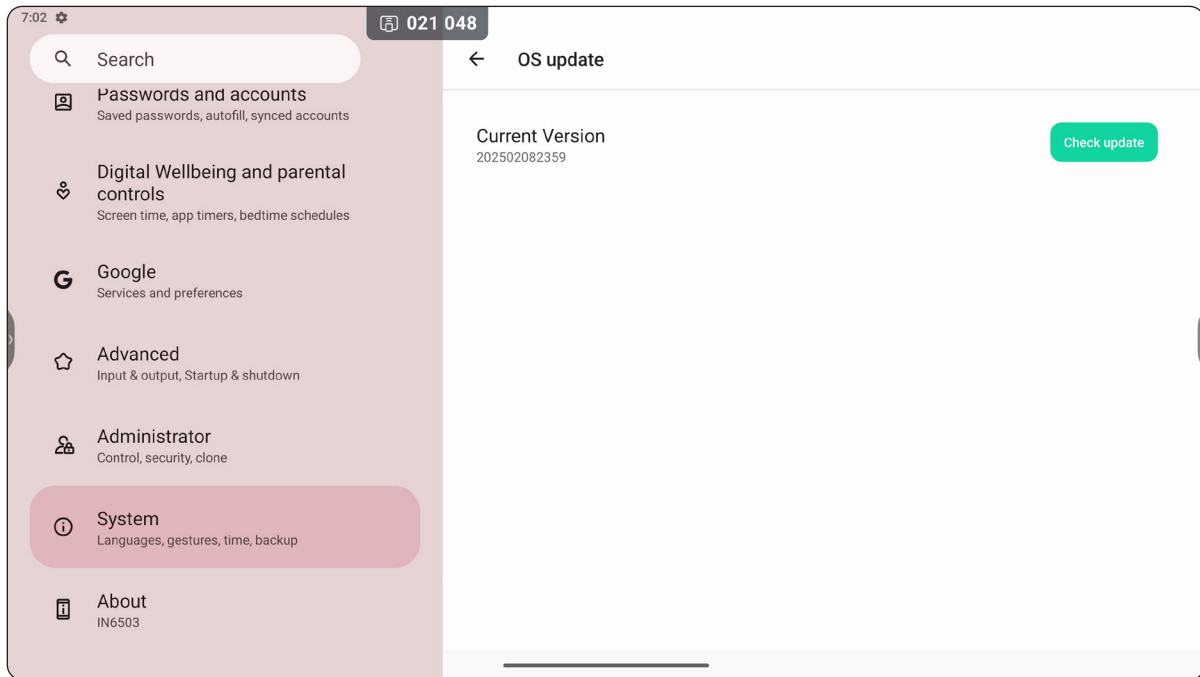 7:02
021 048
Search
Passwords and accounts
Saved passwords, autofill, synced accounts
Digital Wellbeing and parental
controls
Screen time, app timers, bedtime schedules
Google
Services and preferences
Advanced
Input & output, Startup & shutdown
Administrator
Control, security, clone
System
Languages, gestures, time, backup
About
IN6503
OS update
Current Version
202502082359
Check update